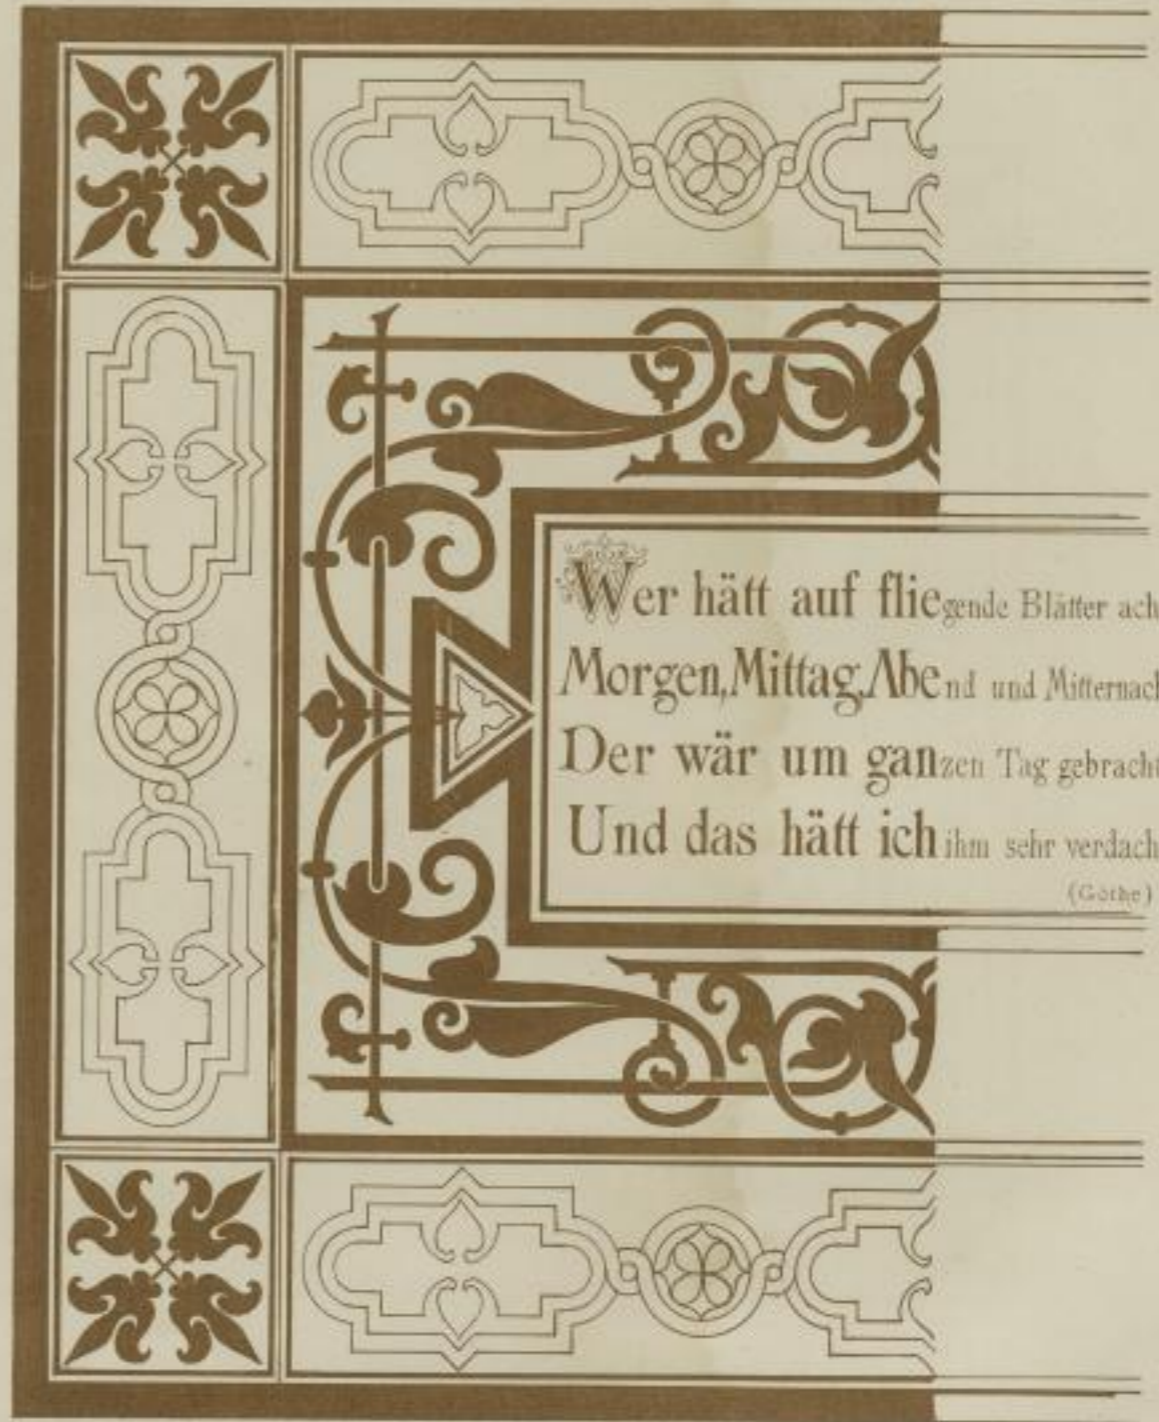 Wer hätt auf fliegende Blätter ach
Morgen, Mittag, Abend und Mitternach
Der wär um ganzen Tag gebracht
Und das hätt ich ihm sehr verdach
(Göthe)